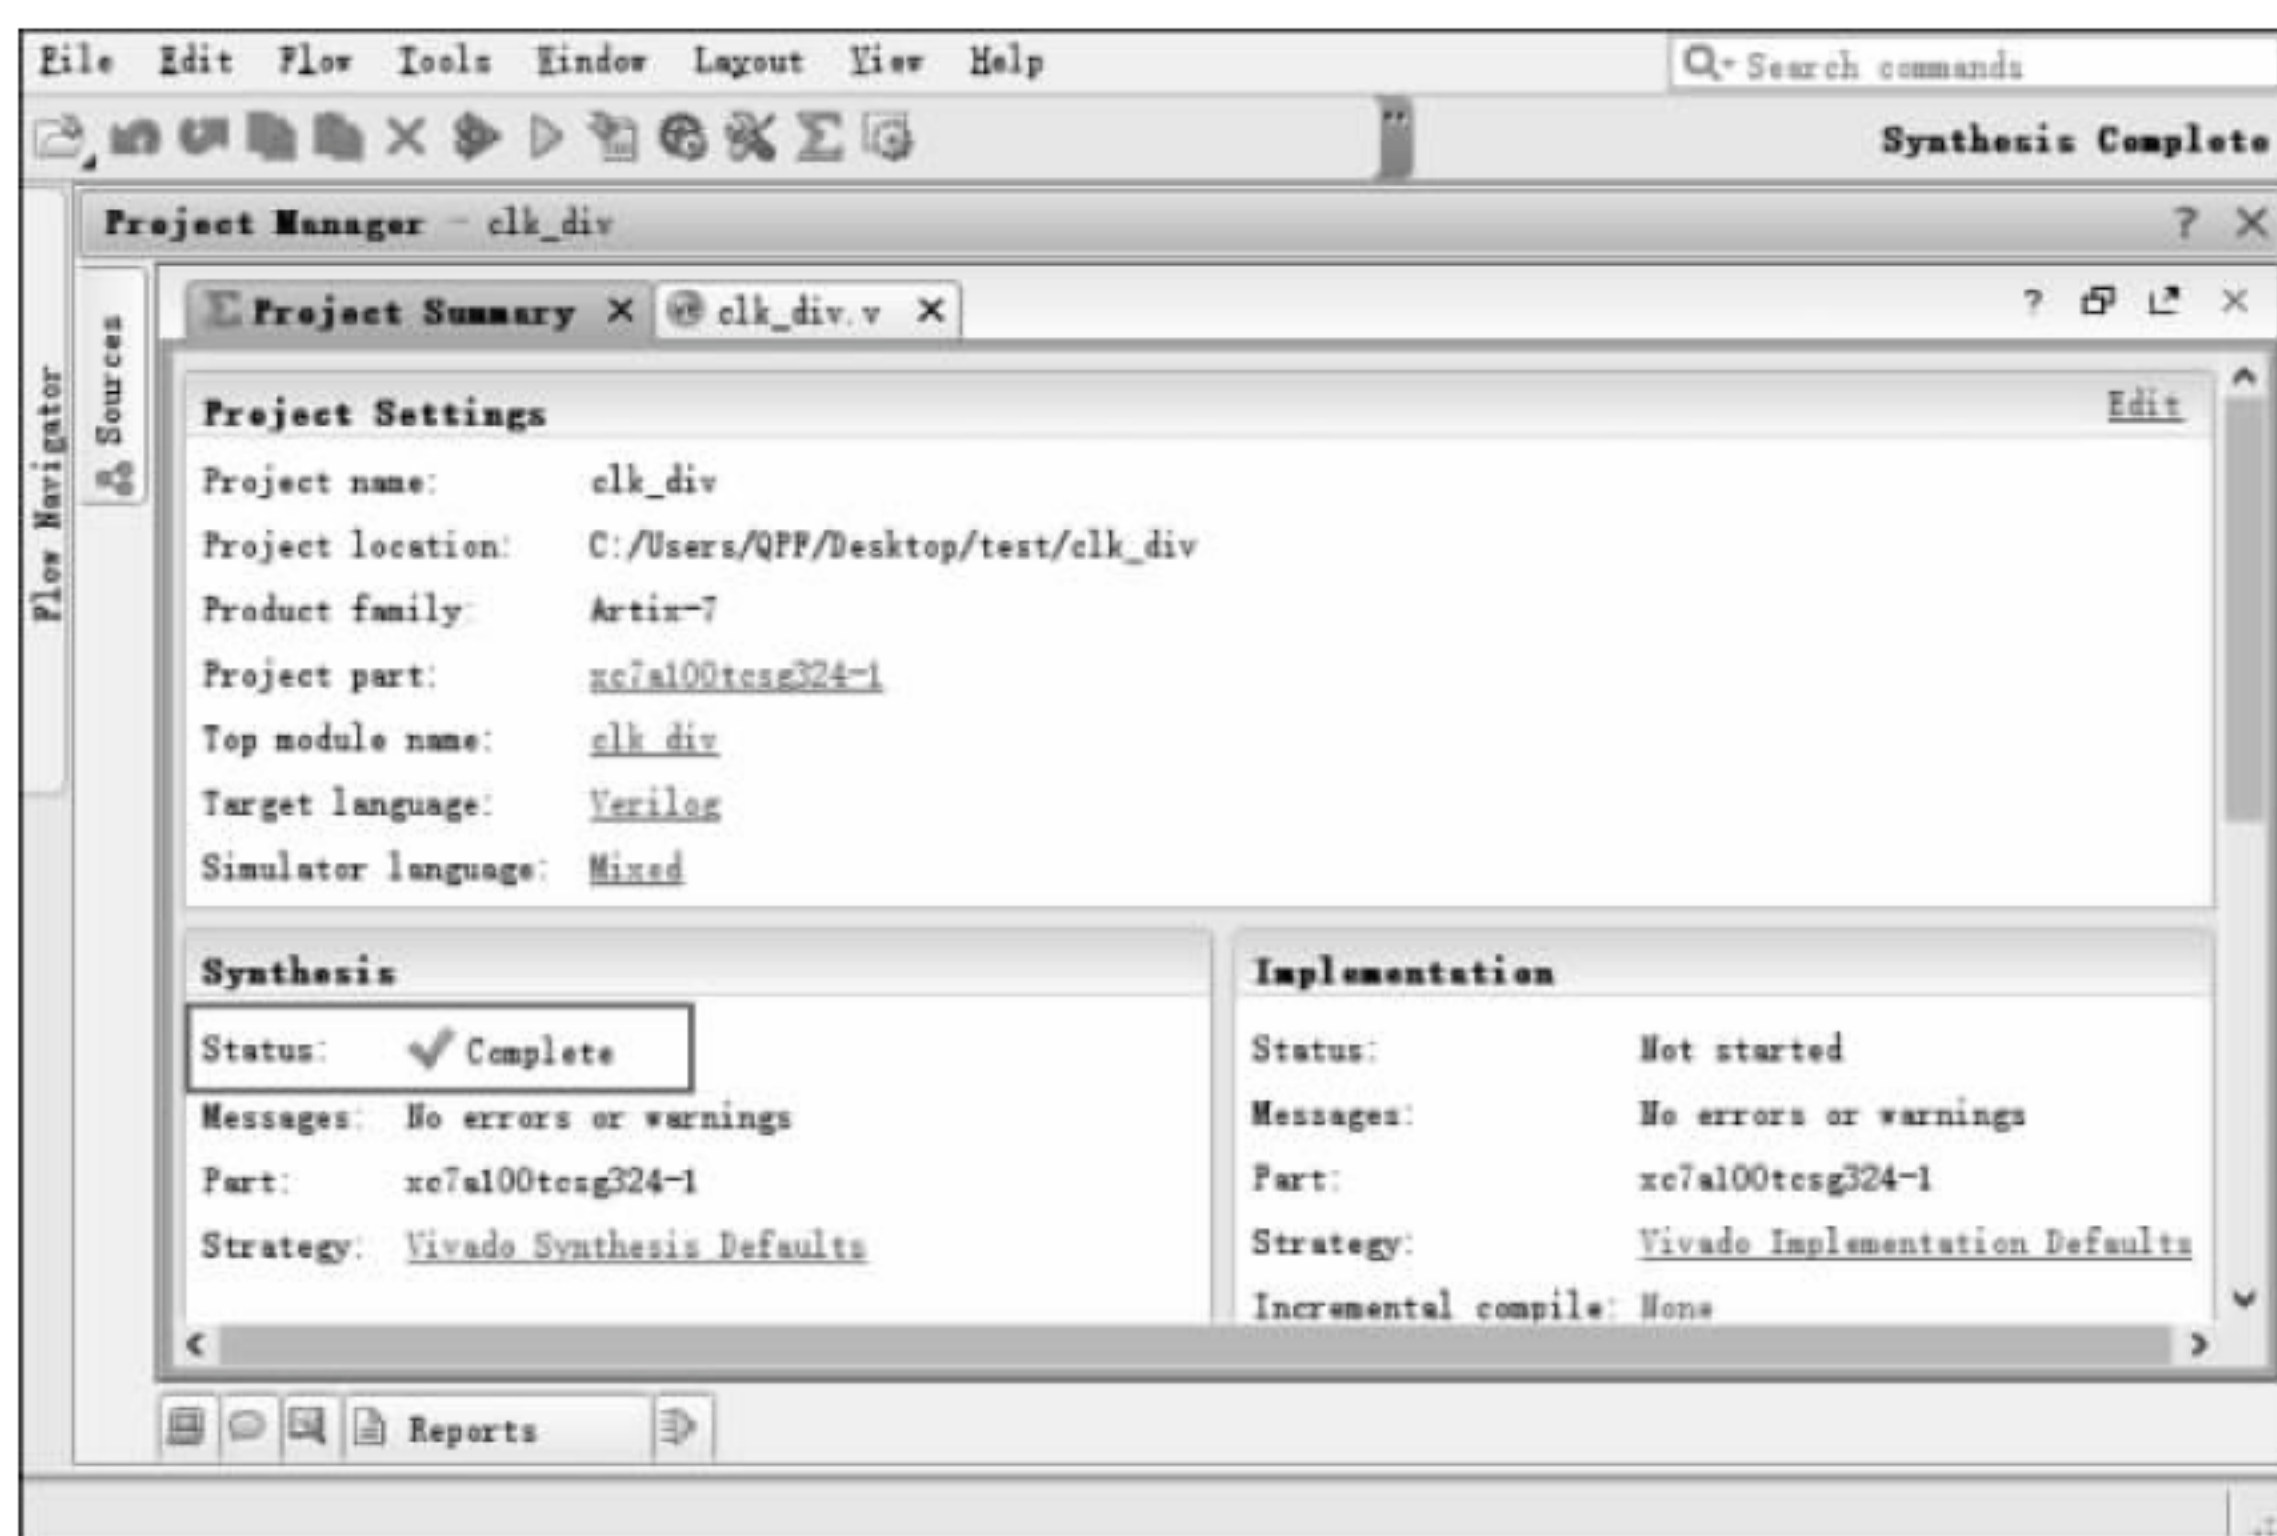 File Edit Flow Tools Window Layout View Help Search commands
Synthesis Complete
Project Manager - clk_div
Project Summary clk_div.v
Flow Navigator
Sources
Project Settings Edit
Project name: clk_div
Project location: C:/Users/QPF/Desktop/test/clk_div
Product family: Artix-7
Project part: xc7a100tcsg324-1
Top module name: clk_div
Target language: Verilog
Simulator language: Mixed
Synthesis
Status: Complete
Messages: No errors or warnings
Part: xc7a100tcsg324-1
Strategy: Vivado Synthesis Defaults
Implementation
Status: Not started
Messages: No errors or warnings
Part: xc7a100tcsg324-1
Strategy: Vivado Implementation Defaults
Incremental compile: None
Reports